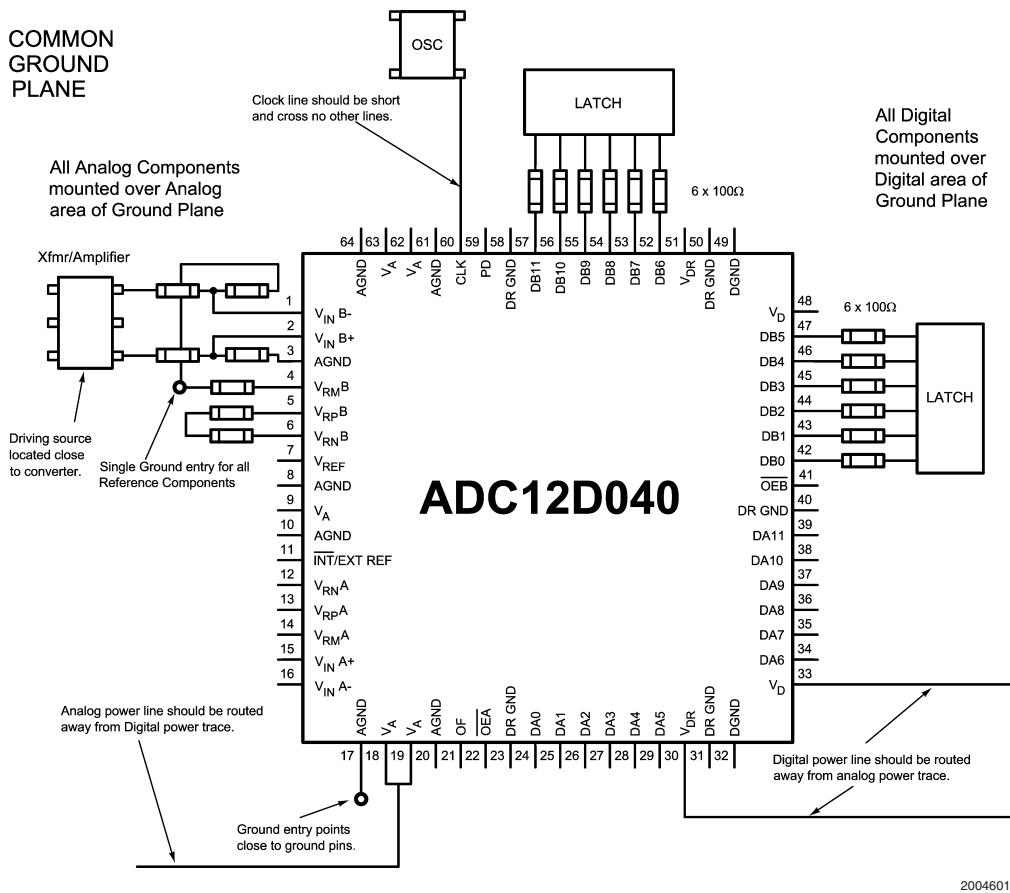 COMMON
GROUND
PLANE
OSC
Clock line should be short
and cross no other lines.
LATCH
6 x 100Ω
All Digital
Components
mounted over
Digital area of
Ground Plane
All Analog Components
mounted over Analog
area of Ground Plane
Xfmr/Amplifier
64 63 62 61 60 59 58 57 56 55 54 53 52 51 50 49
AGND VA VA AGND CLK PD DR GND DB11 DB10 DB9 DB8 DB7 DB6 VDR DR GND DGND
1 VIN B-
2 VIN B+
3 AGND
4 VRMB
5 VRPB
6 VRNB
7 VREF
8 AGND
9 VA
10 AGND
11 INT/EXT REF
12 VRNA
13 VRPA
14 VRMA
15 VIN A+
16 VIN A-
Driving source
located close
to converter.
Single Ground entry for all
Reference Components
ADC12D040
48 VD
6 x 100Ω
47 DB5
46 DB4
45 DB3
44 DB2
43 DB1
42 DB0
LATCH
41 OEB
40 DR GND
39 DA11
38 DA10
37 DA9
36 DA8
35 DA7
34 DA6
33 VD
AGND VA VA AGND OF OEA DR GND DA0 DA1 DA2 DA3 DA4 DA5 VDR DR GND DGND
17 18 19 20 21 22 23 24 25 26 27 28 29 30 31 32
Analog power line should be routed
away from Digital power trace.
Ground entry points
close to ground pins.
Digital power line should be routed
away from analog power trace.
2004601